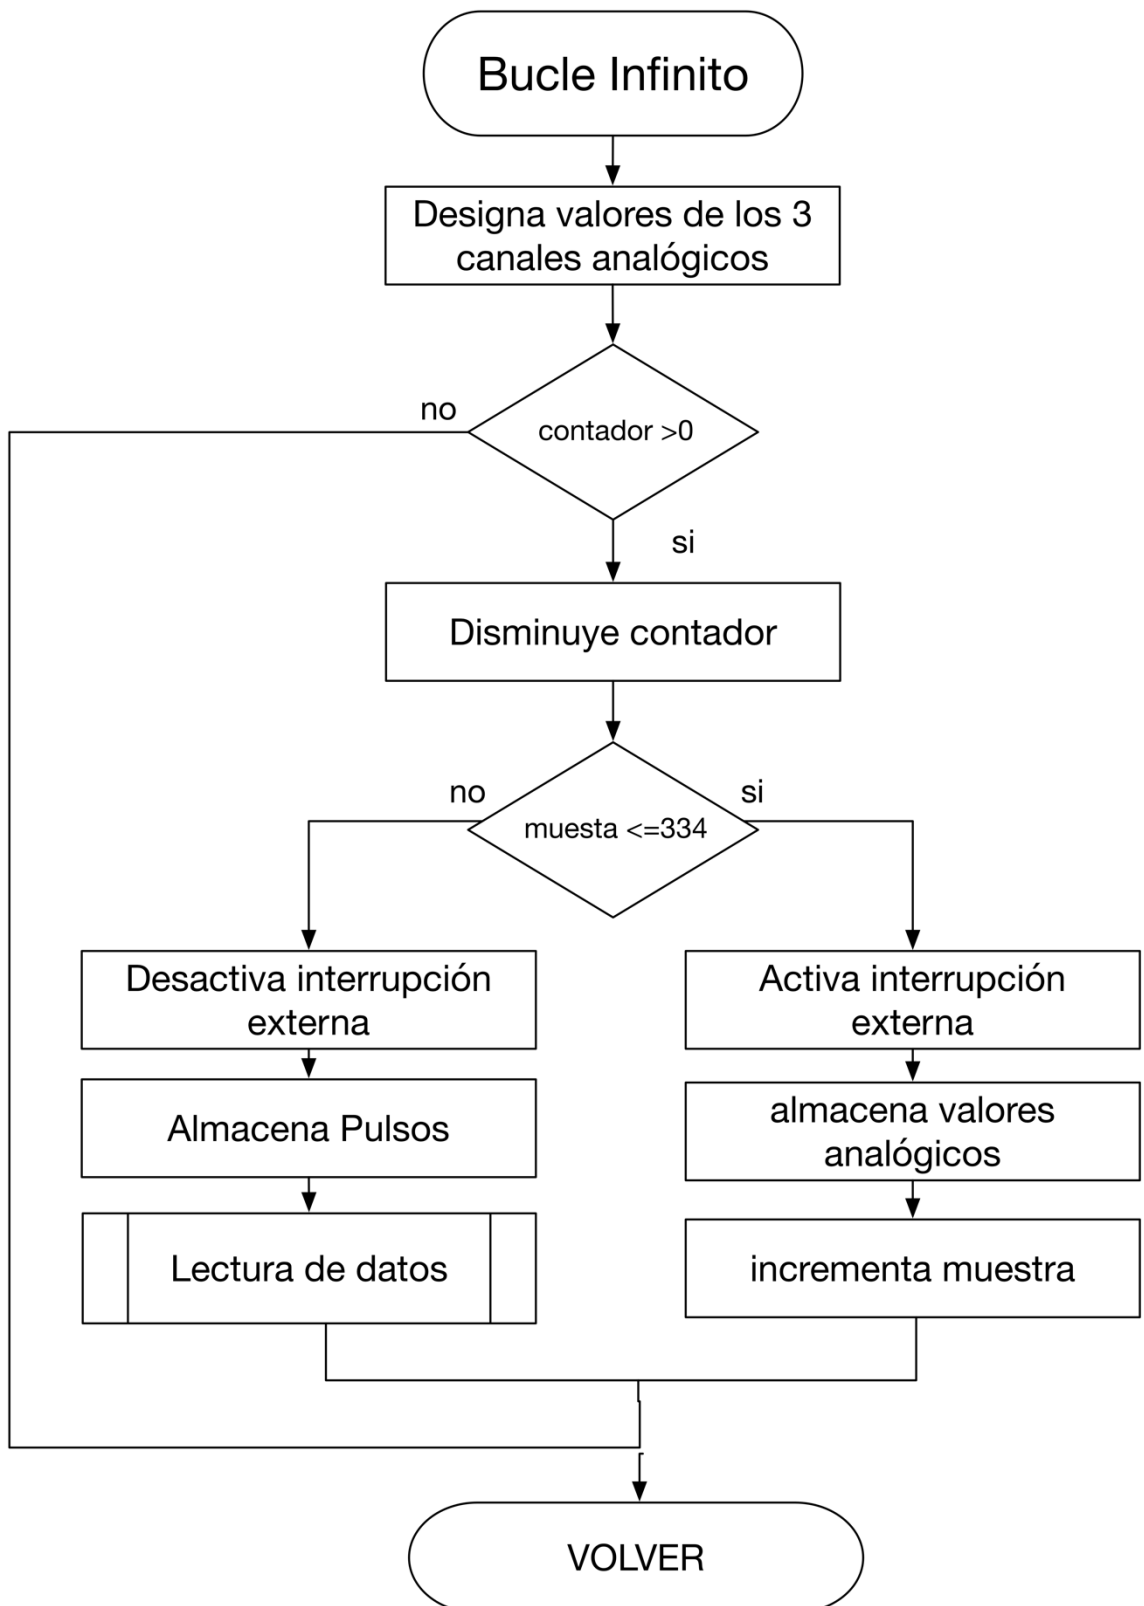 Bucle Infinito
Designa valores de los 3
canales analógicos
no
contador >0
si
Disminuye contador
no
si
muesta <=334
Desactiva interrupción
externa
Activa interrupción
externa
Almacena Pulsos
almacena valores
analógicos
Lectura de datos
incrementa muestra
VOLVER